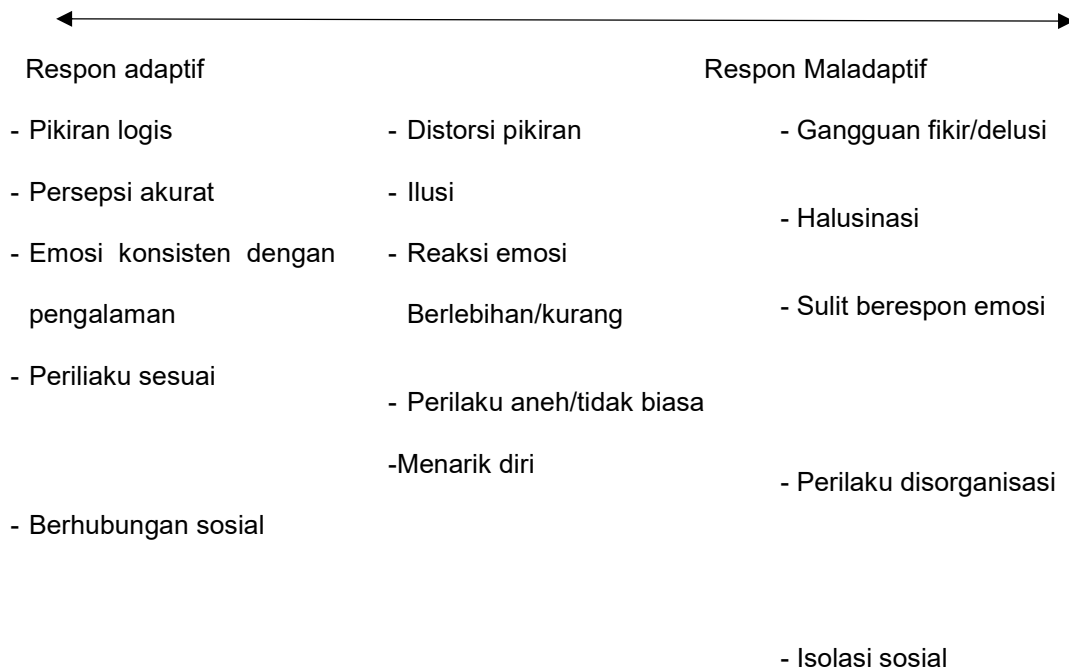 Respon adaptif
Respon Maladaptif
- Pikiran logis
- Persepsi akurat
- Emosi konsisten dengan
pengalaman
- Periliaku sesuai
- Berhubungan sosial
- Distorsi pikiran
- Ilusi
- Reaksi emosi
Berlebihan/kurang
- Perilaku aneh/tidak biasa
-Menarik diri
- Gangguan fikir/delusi
- Halusinasi
- Sulit berespon emosi
- Perilaku disorganisasi
- Isolasi sosial